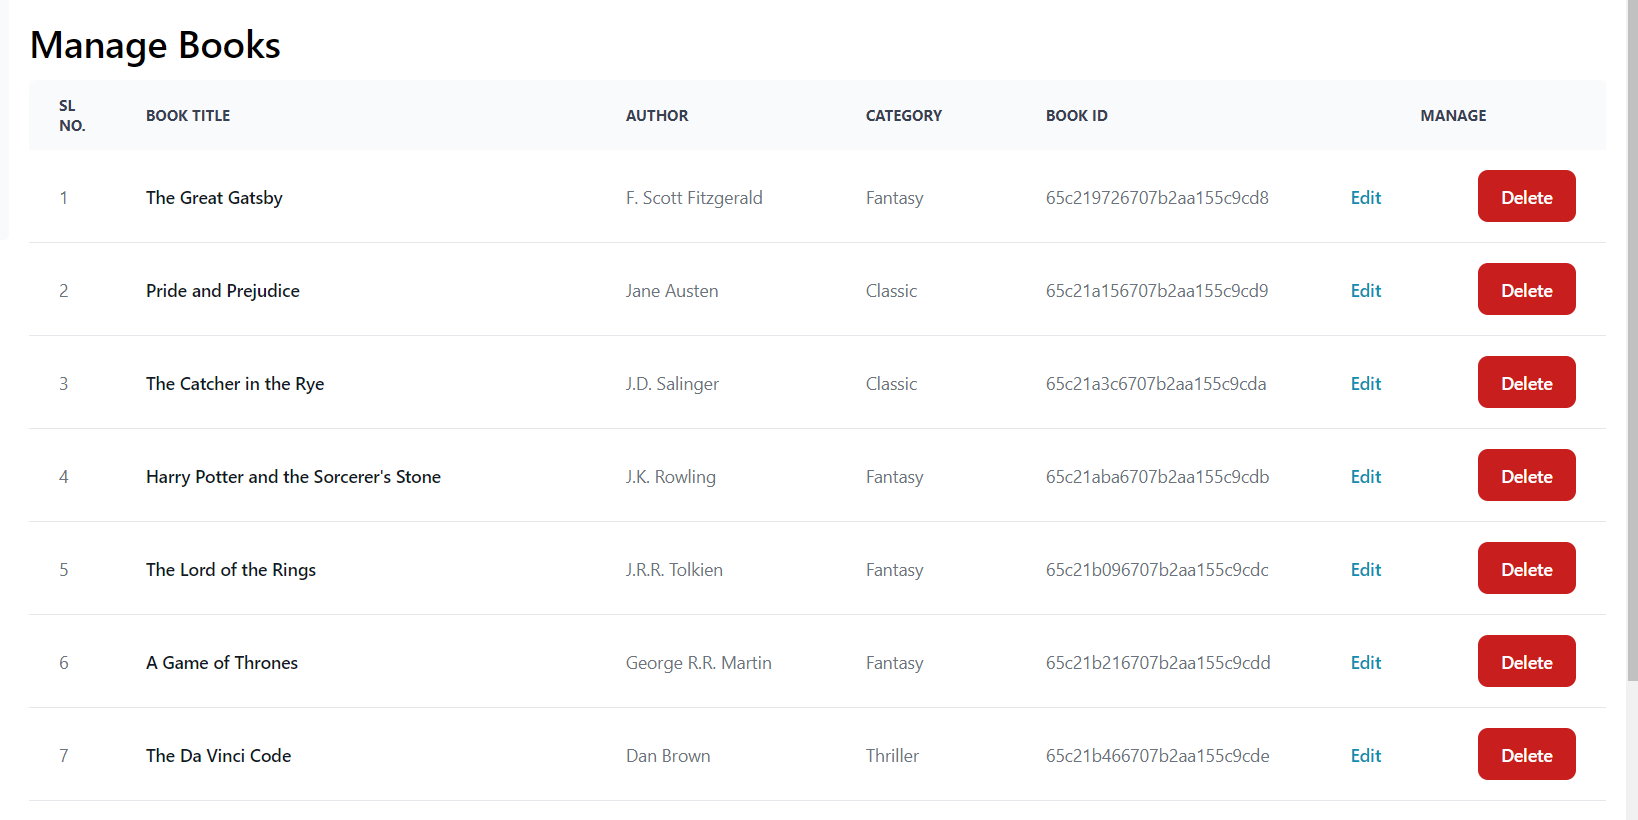 Manage Books
SL NO. BOOK TITLE AUTHOR CATEGORY BOOK ID MANAGE
1 The Great Gatsby F. Scott Fitzgerald Fantasy 65c219726707b2aa155c9cd8 Edit Delete
2 Pride and Prejudice Jane Austen Classic 65c21a156707b2aa155c9cd9 Edit Delete
3 The Catcher in the Rye J.D. Salinger Classic 65c21a3c6707b2aa155c9cda Edit Delete
4 Harry Potter and the Sorcerer's Stone J.K. Rowling Fantasy 65c21aba6707b2aa155c9cdb Edit Delete
5 The Lord of the Rings J.R.R. Tolkien Fantasy 65c21b096707b2aa155c9cdc Edit Delete
6 A Game of Thrones George R.R. Martin Fantasy 65c21b216707b2aa155c9cdd Edit Delete
7 The Da Vinci Code Dan Brown Thriller 65c21b466707b2aa155c9cde Edit Delete